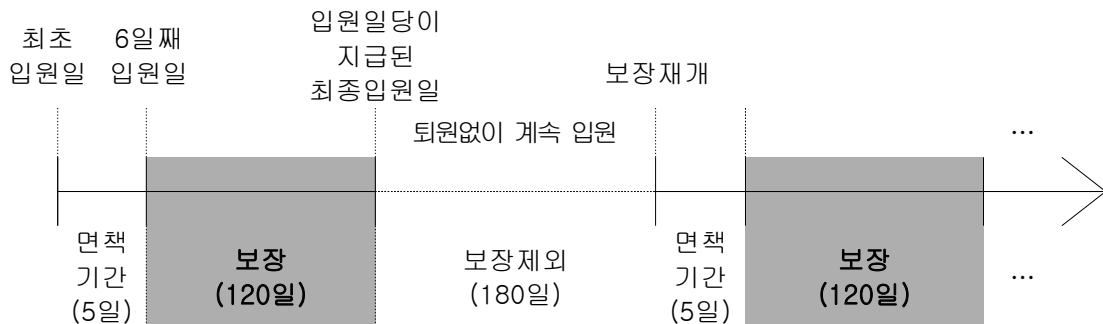 최초
입원일
6일째
입원일
입원일당이
지급된
최종입원일
보장재개
퇴원없이 계속 입원
…
면책
기간
(5일)
보장
(120일)
보장제외
(180일)
면책
기간
(5일)
보장
(120일)
…